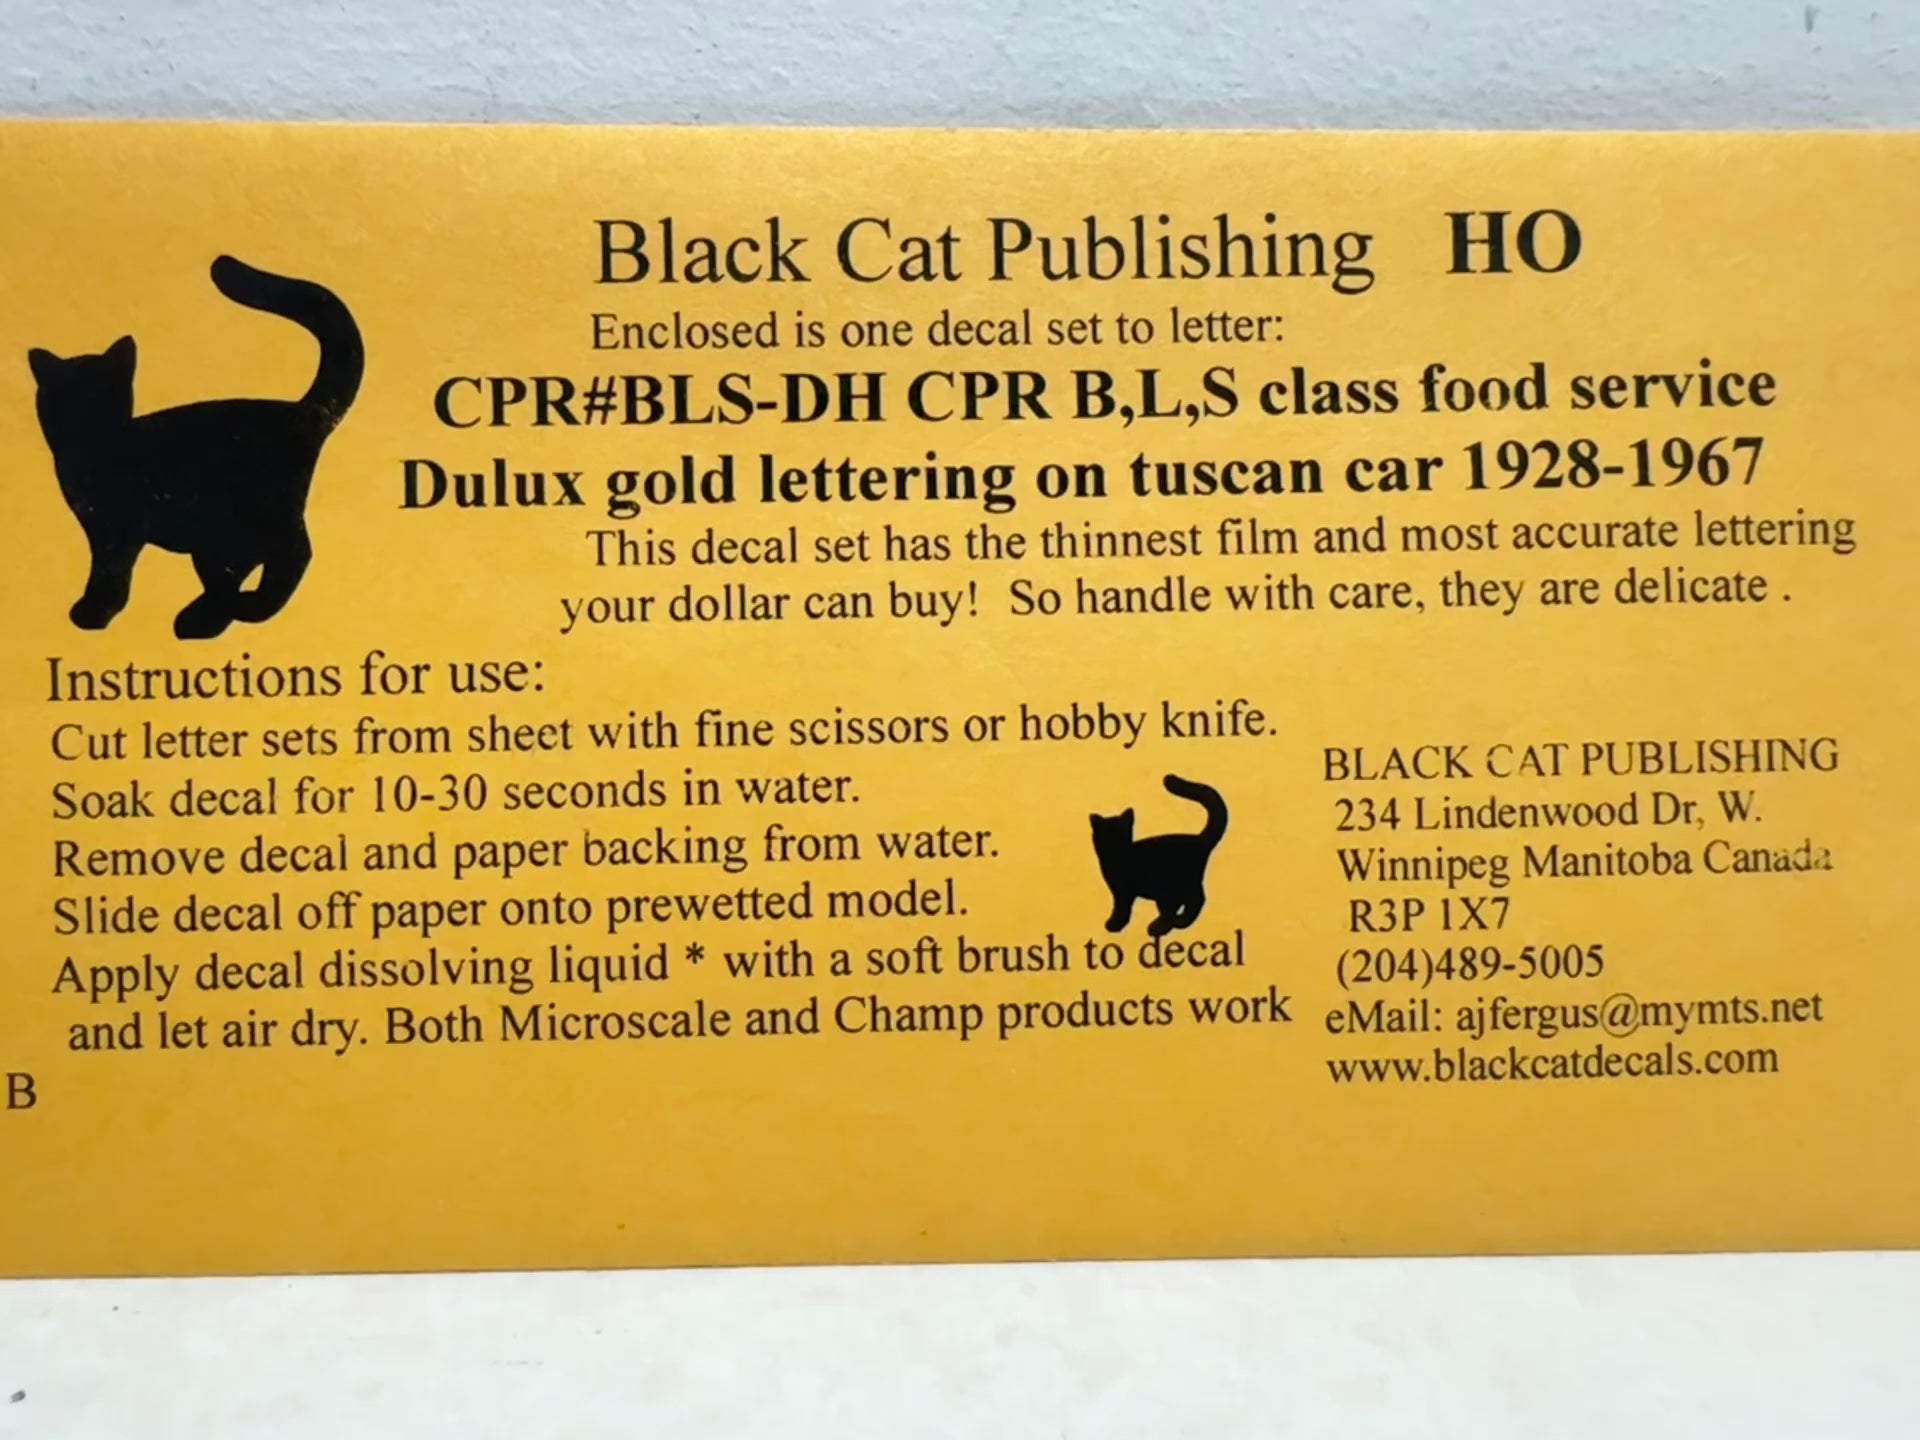 Black Cat Publishing HO
Enclosed is one decal set to letter:
CPR#BLS-DH CPR B,L,S class food service
Dulux gold lettering on tuscan car 1928-1967
This decal set has the thinnest film and most accurate lettering
your dollar can buy! So handle with care, they are delicate .
Instructions for use:
Cut letter sets from sheet with fine scissors or hobby knife.
Soak decal for 10-30 seconds in water.
Remove decal and paper backing from water.
Slide decal off paper onto prewetted model.
Apply decal dissolving liquid * with a soft brush to decal
and let air dry. Both Microscale and Champ products work
B
BLACK CAT PUBLISHING
234 Lindenwood Dr, W.
Winnipeg Manitoba Canada
R3P 1X7
(204)489-5005
eMail: ajfergus@mymts.net
www.blackcatdecals.com